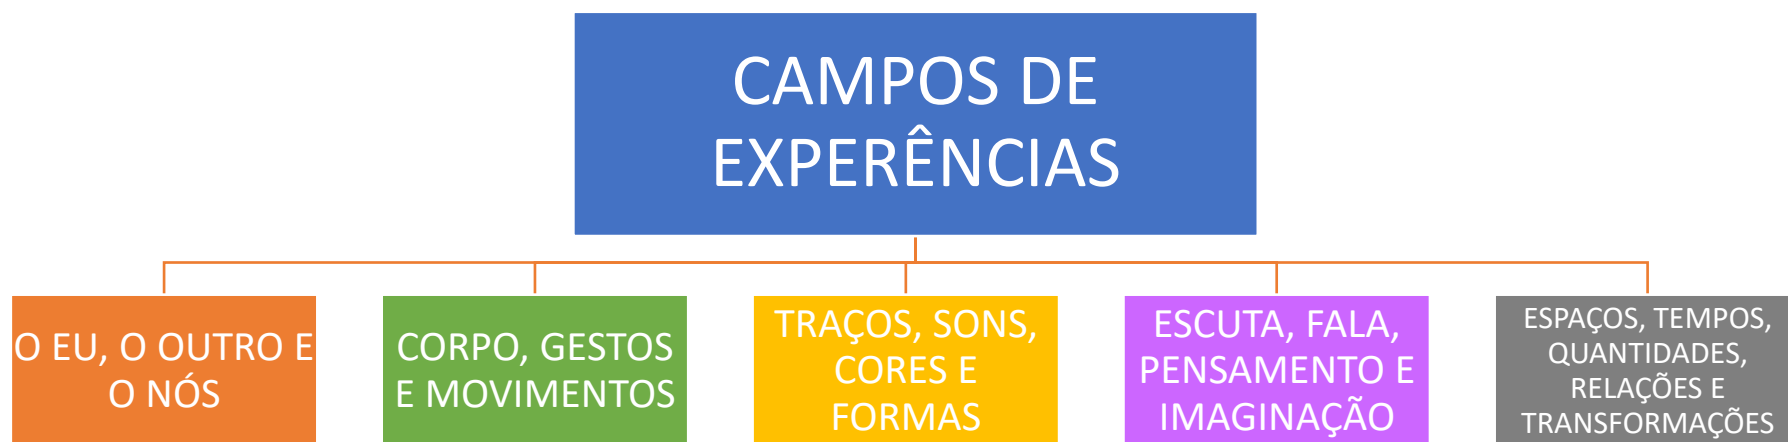 CAMPOS DE
EXPERÊNCIAS
O EU, O OUTRO E
O NÓS
CORPO, GESTOS
E MOVIMENTOS
TRAÇOS, SONS,
CORES E
FORMAS
ESCUTA, FALA,
PENSAMENTO E
IMAGINAÇÃO
ESPAÇOS, TEMPOS,
QUANTIDADES,
RELAÇÕES E
TRANSFORMAÇÕES